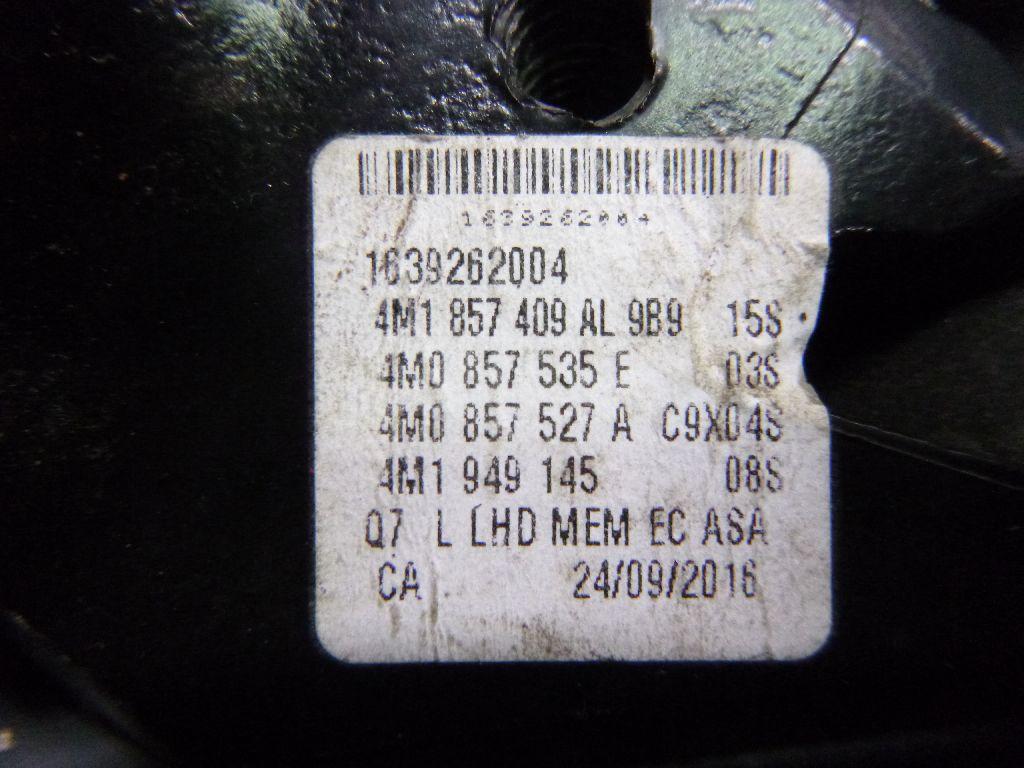 1639262004
1639262004
4M1 857 409 AL 9B9 15S
4M0 857 535 E 03S
4M0 857 527 A C9X04S
4M1 949 145 08S
Q7 L LHD MEM EC ASA
CA 24/09/2016